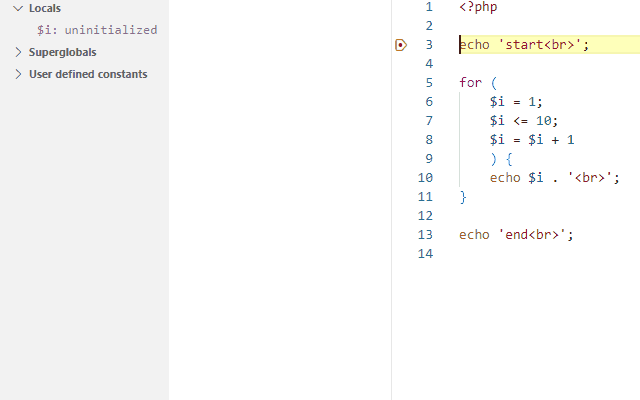 Locals
$i: uninitialized
Superglobals
User defined constants
1 <?php
2
3 echo 'start<br>';
4
5 for (
6 $i = 1;
7 $i <= 10;
8 $i = $i + 1
9 ) {
10 echo $i . '<br>';
11 }
12
13 echo 'end<br>';
14